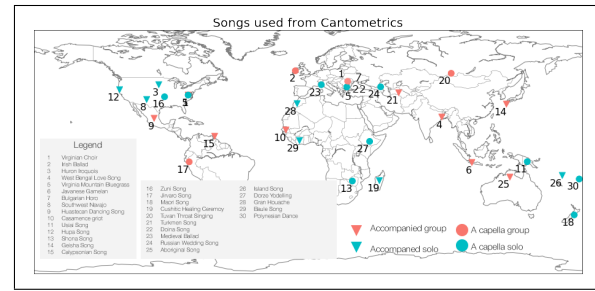 Songs used from Cantometrics
2
1
7
20
23
5
22
24
21
12
3
8
16
5
1
9
28
14
10
29
4
27
15
17
6
11
13
19
25
26
30
18
Legend
1 Virginian Choir
2 Irish Ballad
3 Huron Iroquois
4 West Bengal Love Song
5 Virginia Mountain Bluegrass
6 Javanese Gamelan
7 Bulgarian Horo
8 Southwest Navajo
9 Huastecan Dancing Song
10 Casamence griot
11 Usiai Song
12 Hupa Song
13 Shona Song
14 Geisha Song
15 Calypsonian Song
16 Zuni Song
17 Jivaro Song
18 Maori Song
19 Cushito Healing Ceremony
20 Tuvan Throat Singing
21 Turkmen Song
22 Doina Song
23 Medieval Ballad
24 Russian Wedding Song
25 Aboriginal Song
26 Island Song
27 Dorze Yodelling
28 Oran Houache
29 Baule Song
30 Polynesian Dance
Accompanied group
A capella group
Accompaned solo
A capella solo